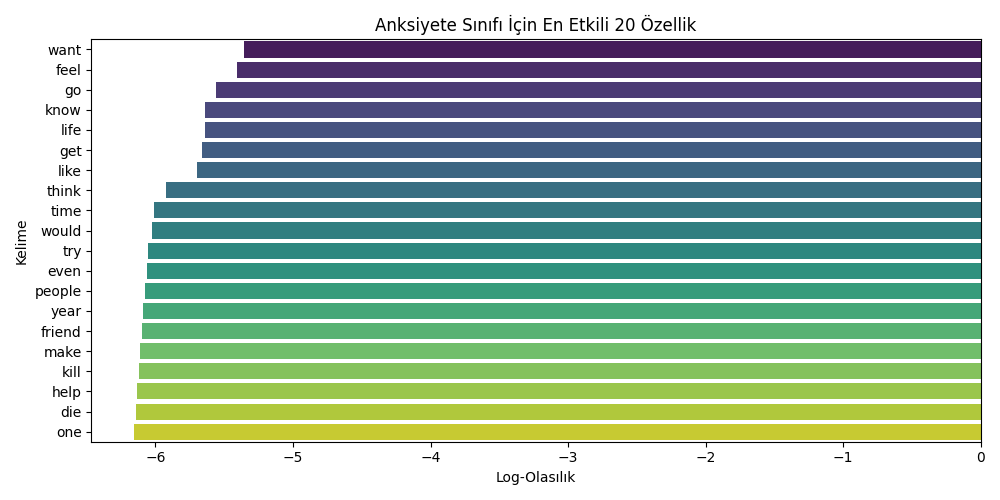 Anksiyete Sınıfı İçin En Etkili 20 Özellik
Kelime
want
feel
go
know
life
get
like
think
time
would
try
even
people
year
friend
make
kill
help
die
one
−6 −5 −4 −3 −2 −1 0
Log-Olasılık